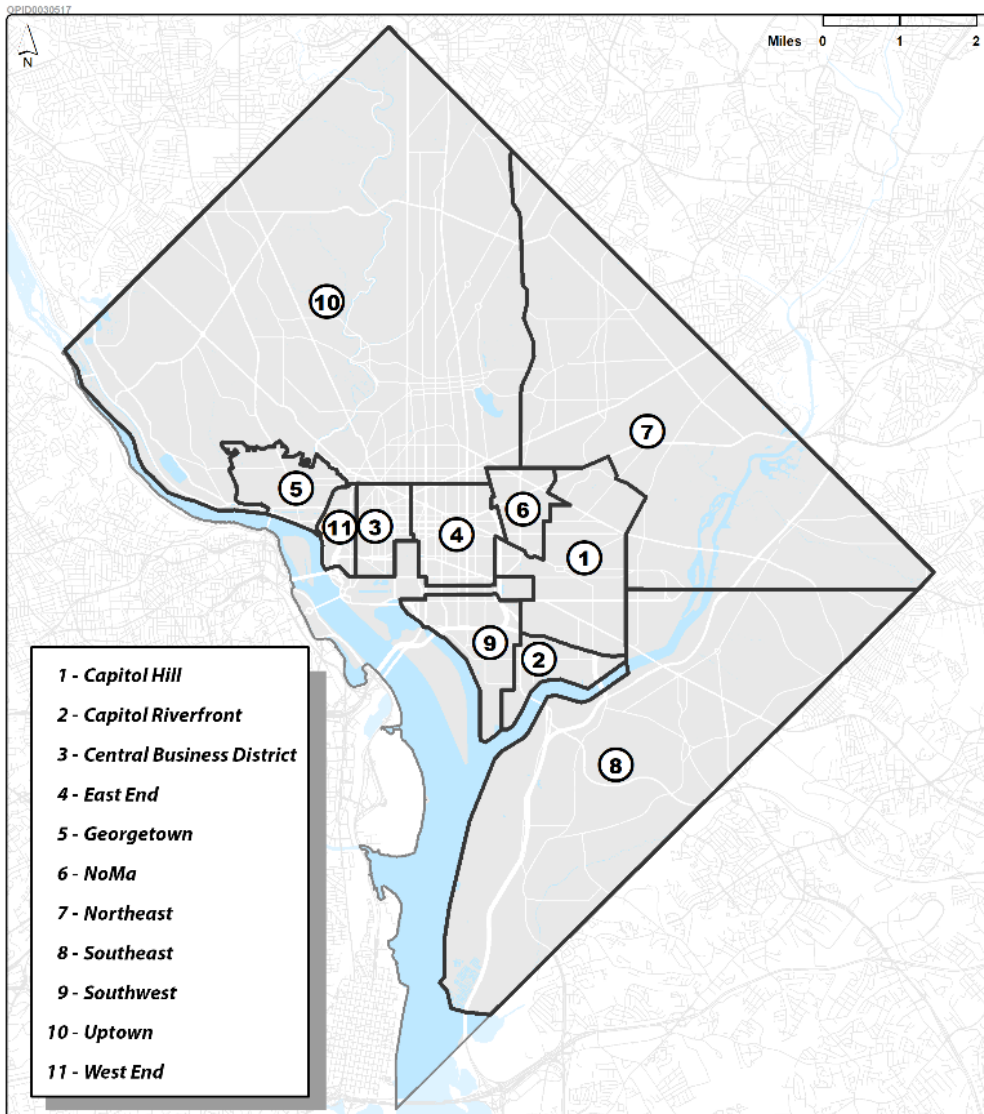 OPID0030517
Miles 0 1 2
N
10
7
5
6
11
3
4
1
9
2
8
1 - Capitol Hill
2 - Capitol Riverfront
3 - Central Business District
4 - East End
5 - Georgetown
6 - NoMa
7 - Northeast
8 - Southeast
9 - Southwest
10 - Uptown
11 - West End